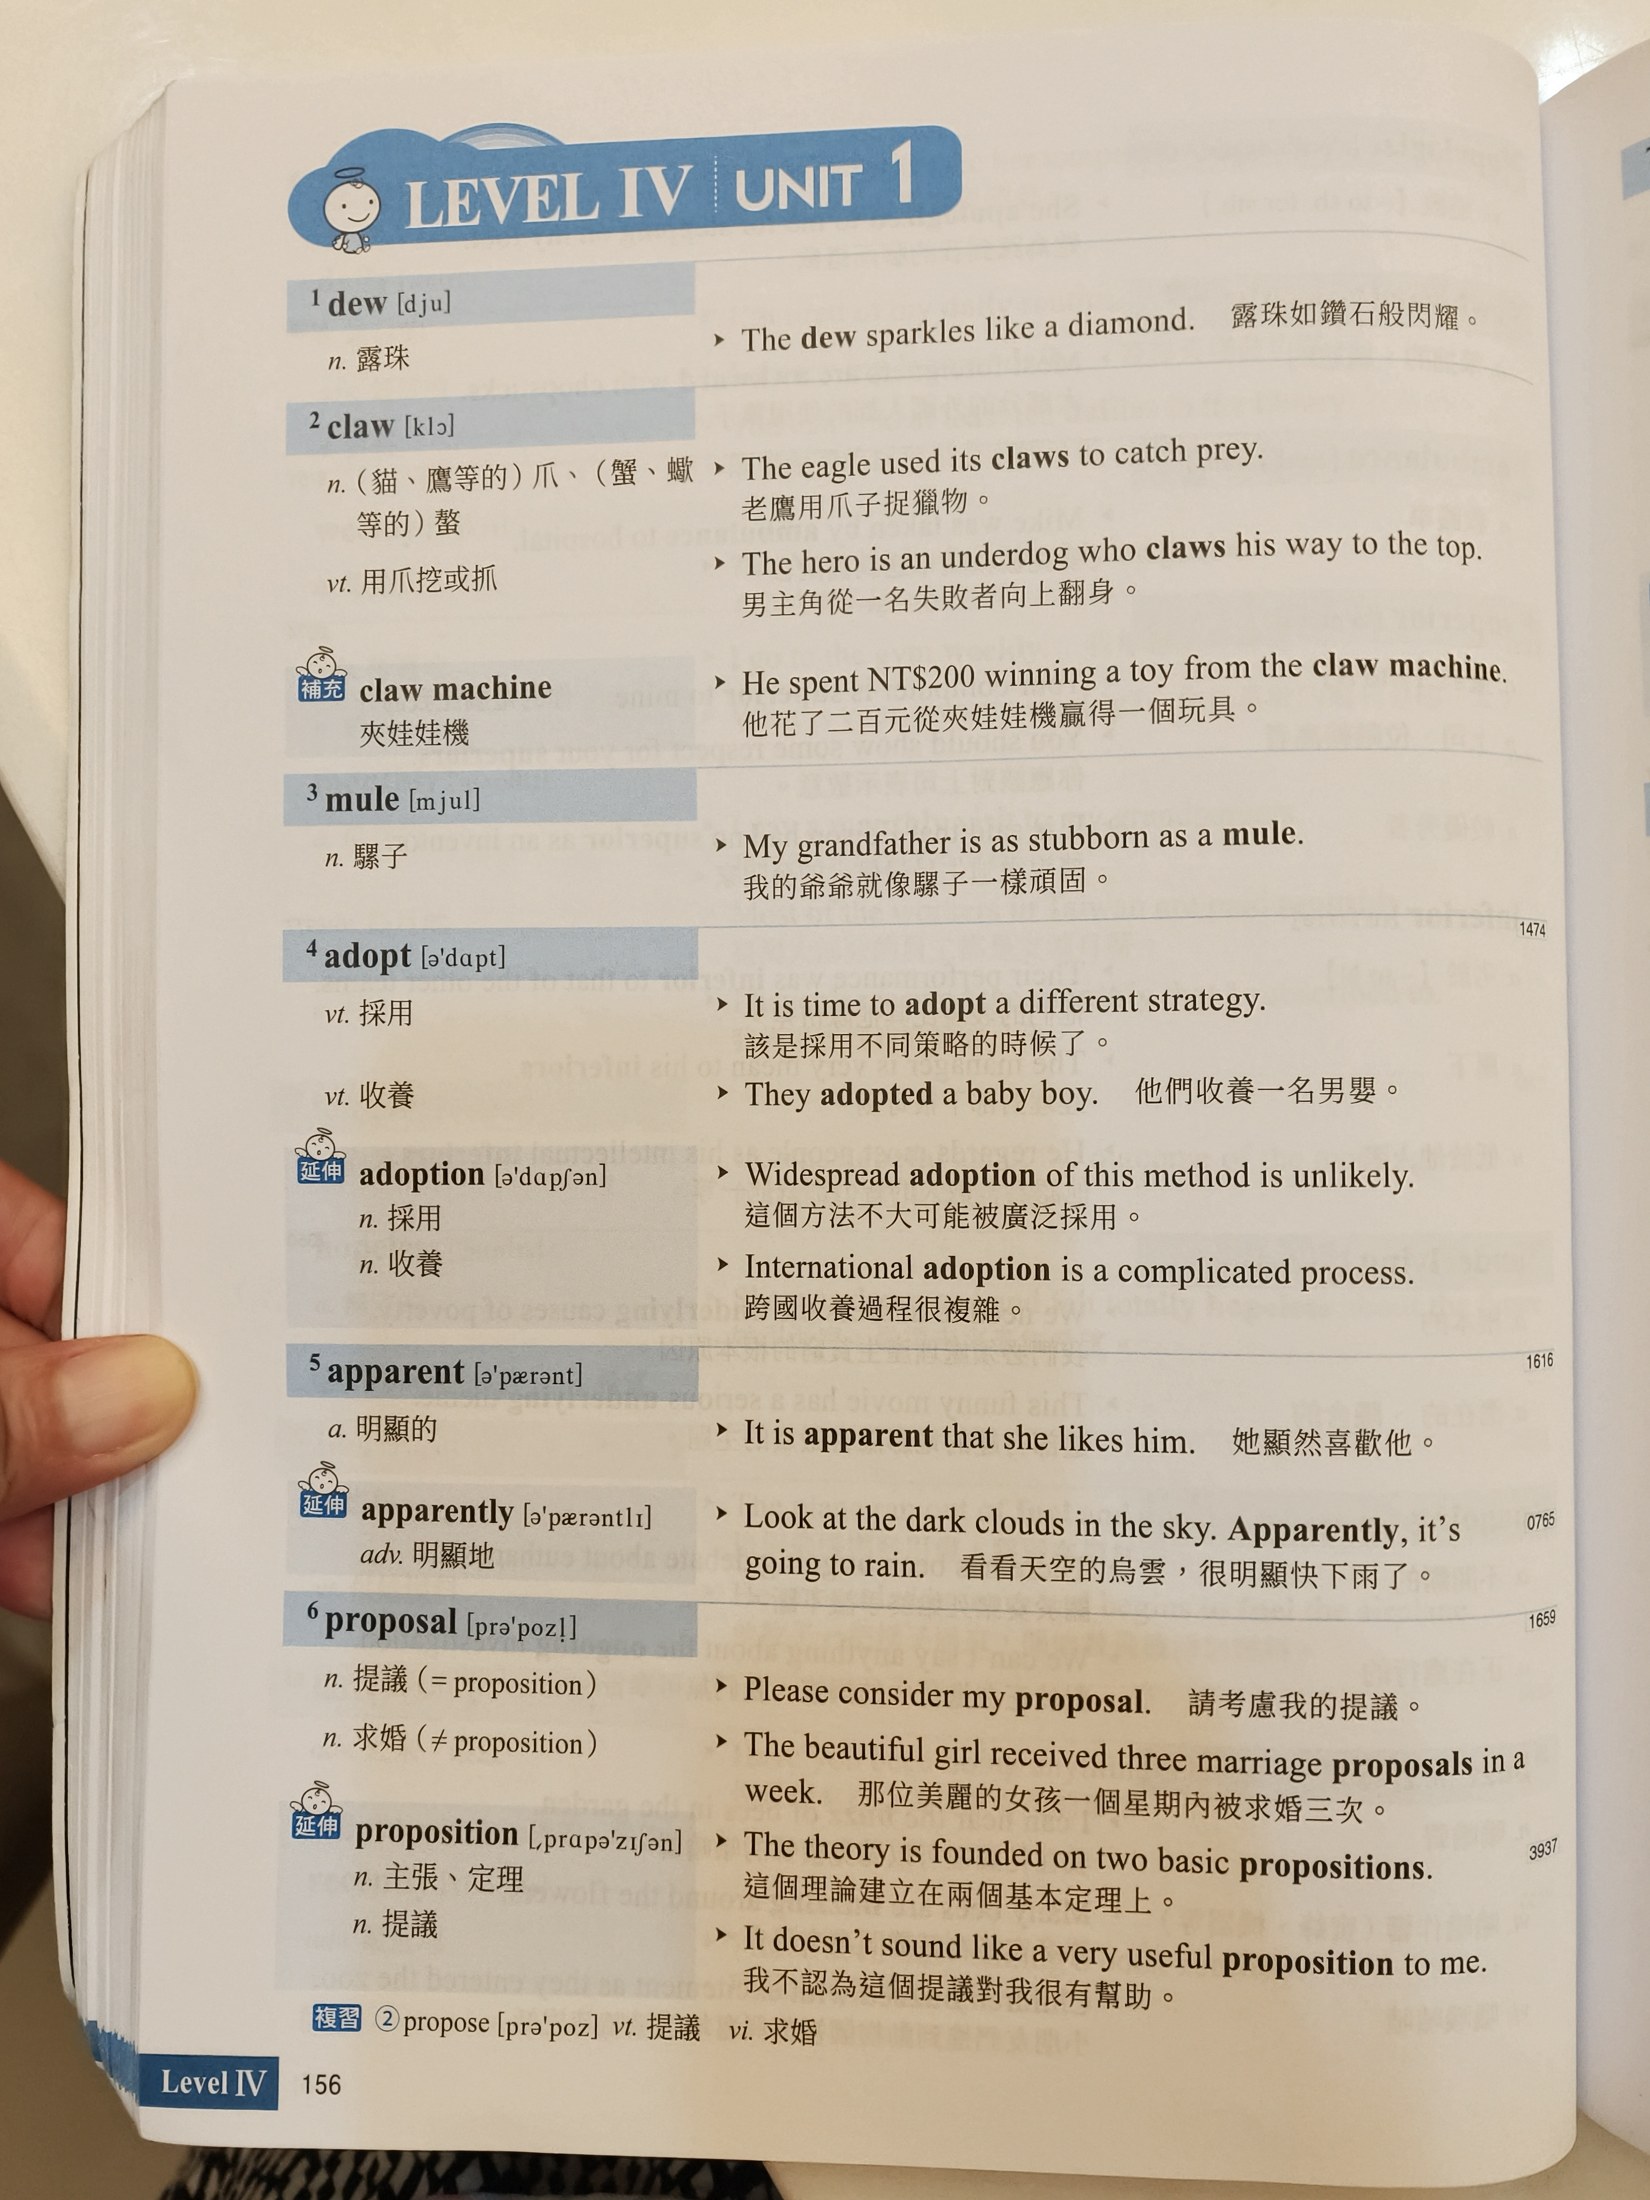 LEVEL IV UNIT 1
1 dew [dju]
n. 露珠
➤ The dew sparkles like a diamond. 露珠如鑽石般閃耀。
2 claw [klɔ]
n. (貓、鷹等的) 爪、(蟹、蠍
等的) 螯
➤ The eagle used its claws to catch prey.
老鷹用爪子捉獵物。
vt. 用爪挖或抓
➤ The hero is an underdog who claws his way to the top.
男主角從一名失敗者向上翻身。
補充 claw machine
夾娃娃機
➤ He spent NT$200 winning a toy from the claw machine.
他花了二百元從夾娃娃機贏得一個玩具。
3 mule [mjul]
n. 騾子
➤ My grandfather is as stubborn as a mule.
我的爺爺就像騾子一樣頑固。
4 adopt [ə'dɑpt] 1474
vt. 採用
➤ It is time to adopt a different strategy.
該是採用不同策略的時候了。
vt. 收養
➤ They adopted a baby boy. 他們收養一名男嬰。
延伸 adoption [ə'dɑpʃən]
n. 採用
➤ Widespread adoption of this method is unlikely.
這個方法不大可能被廣泛採用。
n. 收養
➤ International adoption is a complicated process.
跨國收養過程很複雜。
5 apparent [ə'pærənt] 1616
a. 明顯的
➤ It is apparent that she likes him. 她顯然喜歡他。
延伸 apparently [ə'pærəntlɪ]
adv. 明顯地
➤ Look at the dark clouds in the sky. Apparently, it's 0765
going to rain. 看看天空的烏雲，很明顯快下雨了。
6 proposal [prə'pozl̩] 1659
n. 提議 (= proposition)
➤ Please consider my proposal. 請考慮我的提議。
n. 求婚 (≠ proposition)
➤ The beautiful girl received three marriage proposals in a
week. 那位美麗的女孩一個星期內被求婚三次。
延伸 proposition [ˌprɑpə'zɪʃən]
n. 主張、定理
➤ The theory is founded on two basic propositions. 3937
這個理論建立在兩個基本定理上。
n. 提議
➤ It doesn't sound like a very useful proposition to me.
我不認為這個提議對我很有幫助。
複習 ②propose [prə'poz] vt. 提議 vi. 求婚
Level IV 156